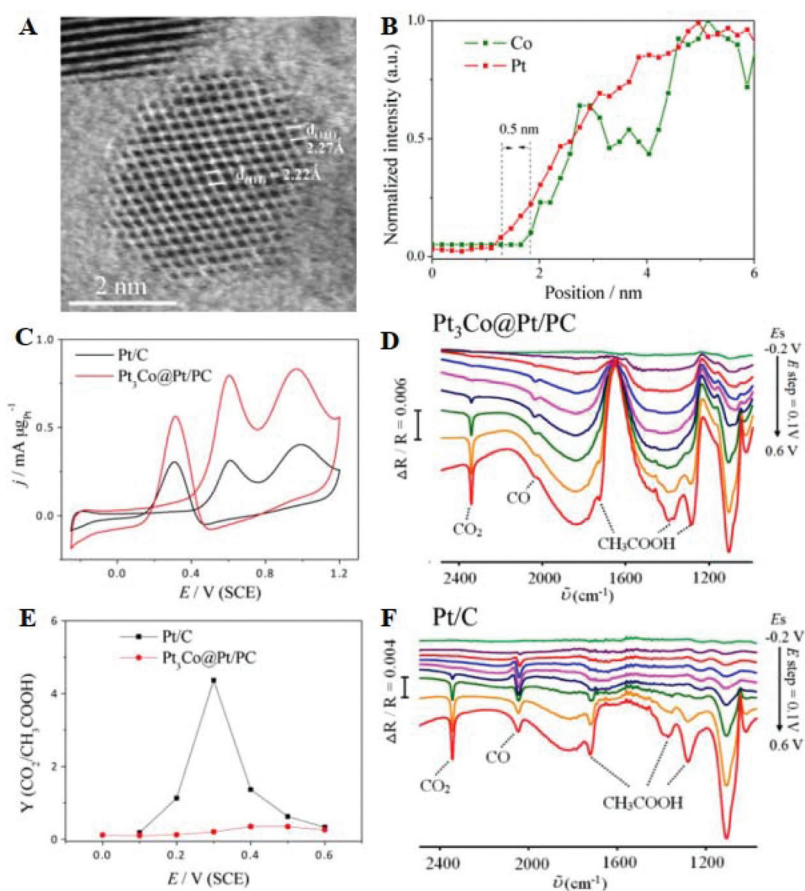 A
d(111)
2.27Å
d(111) = 2.22Å
2 nm
B
Normalized intensity (a.u.)
1.0
0.5
0.0
Co
Pt
0.5 nm
0 2 4 6
Position / nm
C
j / mA µgPt⁻¹
1.0
0.5
0.0
Pt/C
Pt₃Co@Pt/PC
0.0 0.4 0.8 1.2
E / V (SCE)
D
Pt₃Co@Pt/PC
ΔR / R = 0.006
Es
-0.2 V
E step = 0.1V
0.6 V
CO₂
CO
CH₃COOH
2400 2000 1600 1200
ῦ(cm⁻¹)
E
Y (CO₂/CH₃COOH)
6
4
2
0
Pt/C
Pt₃Co@Pt/PC
0.0 0.2 0.4 0.6
E / V (SCE)
F
Pt/C
ΔR / R = 0.004
Es
-0.2 V
E step = 0.1V
0.6 V
CO₂
CO
CH₃COOH
2400 2000 1600 1200
ῦ(cm⁻¹)